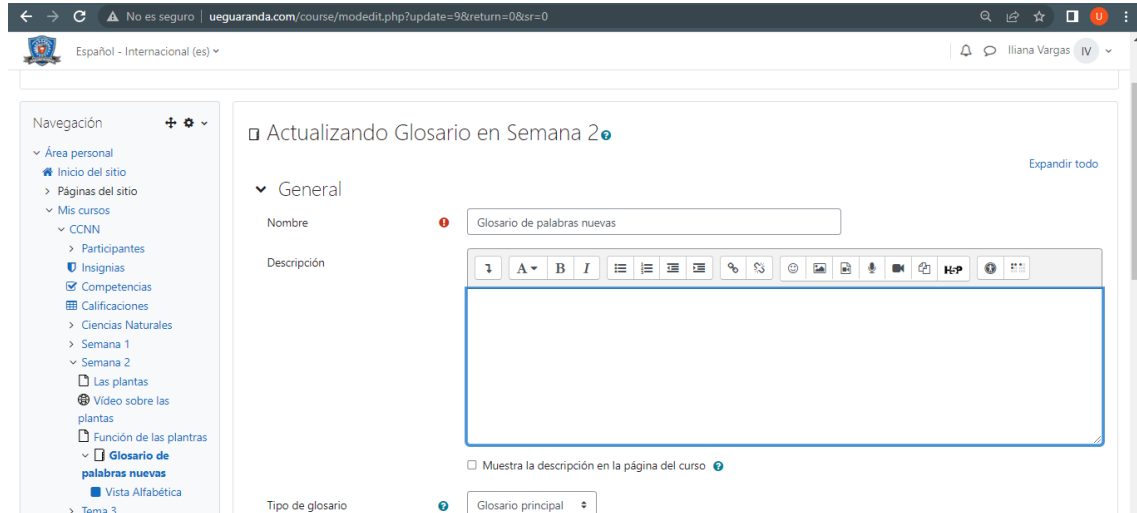 No es seguro | ueguaranda.com/course/modedit.php?update=9&return=0&sr=0
U
Español - Internacional (es)
Iliana Vargas IV
Navegación
Área personal
Inicio del sitio
Páginas del sitio
Mis cursos
CCNN
Participantes
Insignias
Competencias
Calificaciones
Ciencias Naturales
Semana 1
Semana 2
Las plantas
Vídeo sobre las
plantas
Función de las plantras
Glosario de
palabras nuevas
Vista Alfabética
Tema 3
Actualizando Glosario en Semana 2
Expandir todo
General
Nombre
Glosario de palabras nuevas
Descripción
A B I H5P
Muestra la descripción en la página del curso
Tipo de glosario
Glosario principal